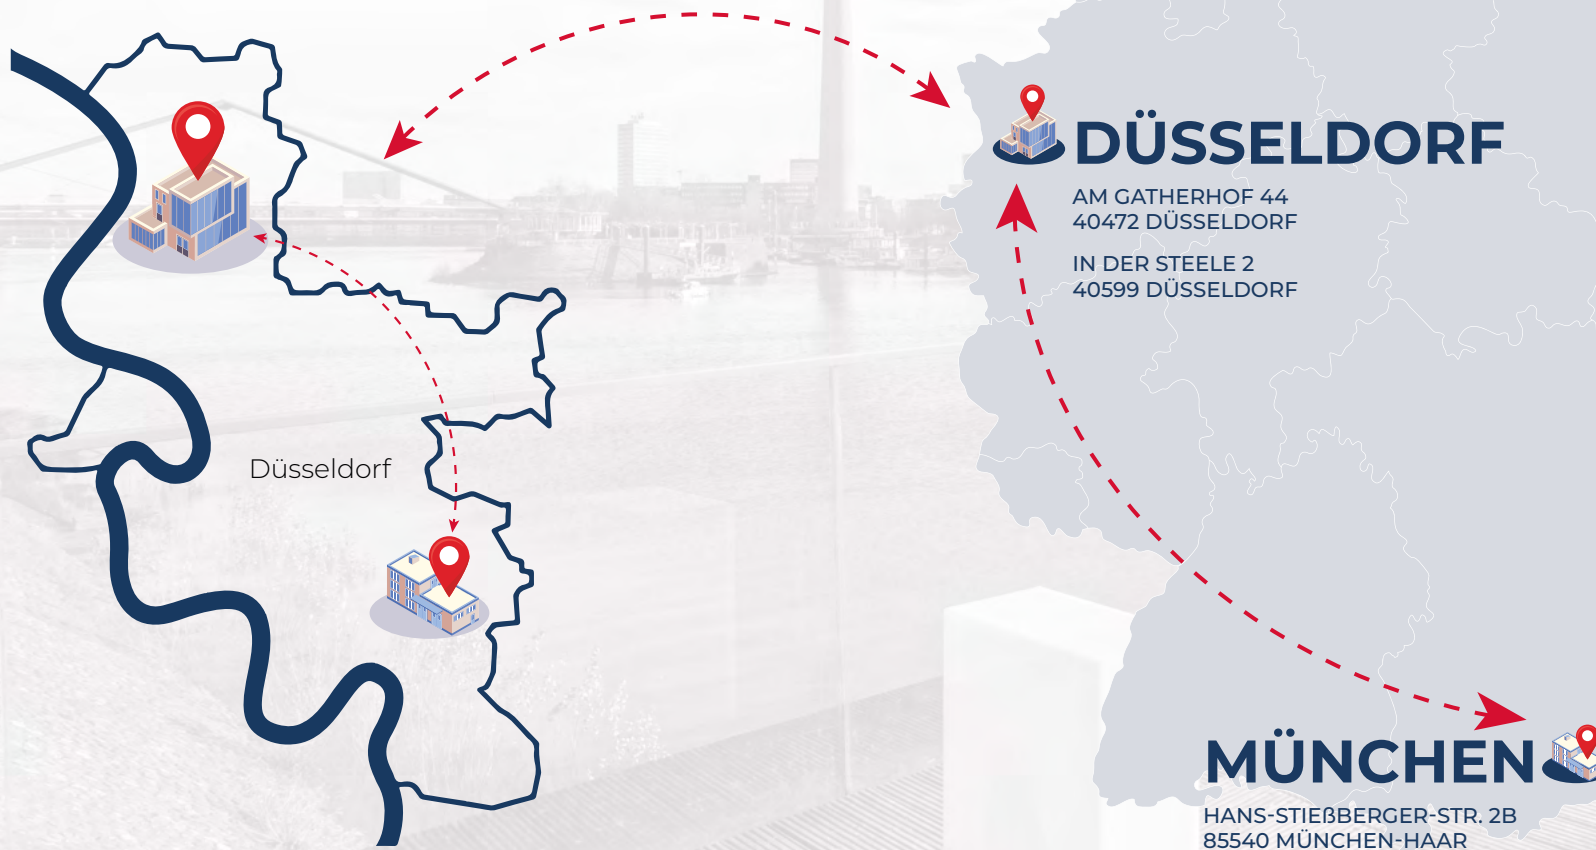 DÜSSELDORF
AM GATHERHOF 44
40472 DÜSSELDORF
IN DER STEELE 2
40599 DÜSSELDORF
Düsseldorf
MÜNCHEN
HANS-STIEßBERGER-STR. 2B
85540 MÜNCHEN-HAAR